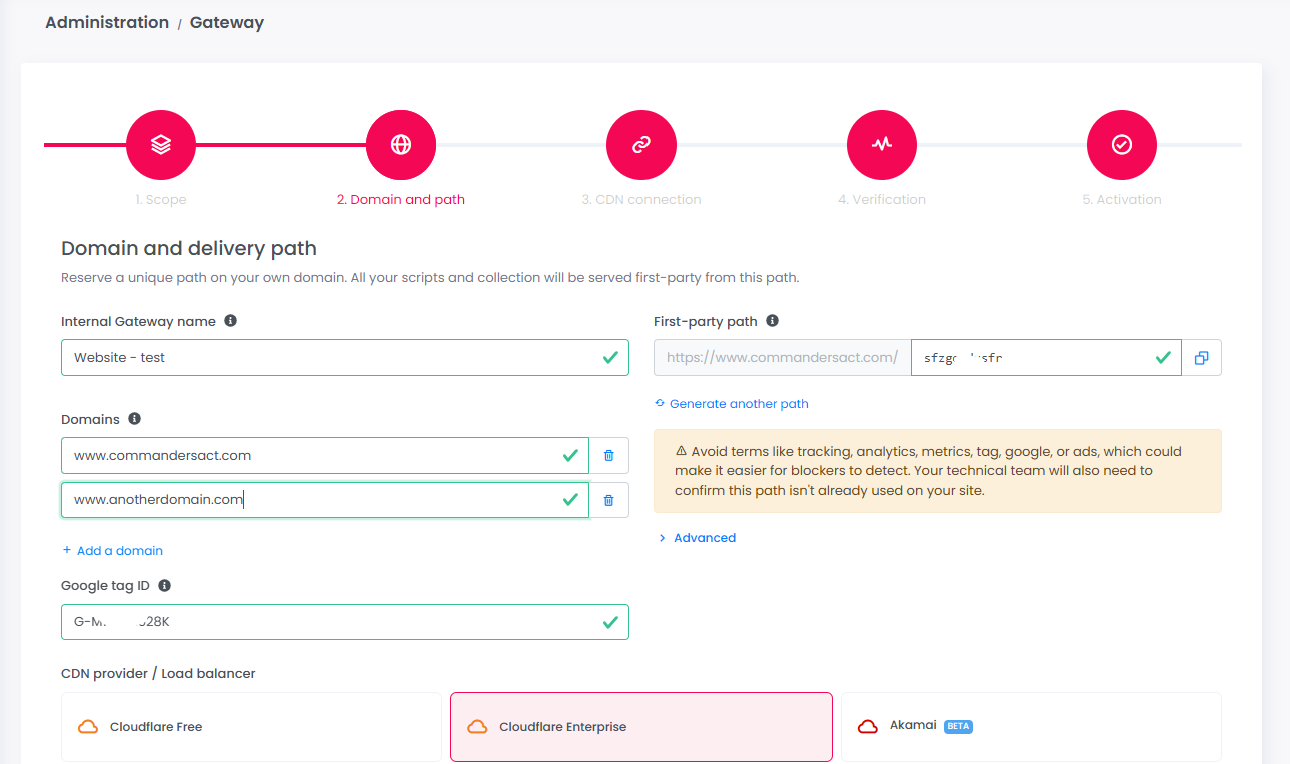 Administration / Gateway
1. Scope
2. Domain and path
3. CDN connection
4. Verification
5. Activation
Domain and delivery path
Reserve a unique path on your own domain. All your scripts and collection will be served first-party from this path.
Internal Gateway name
Website - test
First-party path
https://www.commandersact.com/
Generate another path
Domains
www.commandersact.com
www.anotherdomain.com
Avoid terms like tracking, analytics, metrics, tag, google, or ads, which could
make it easier for blockers to detect. Your technical team will also need to
confirm this path isn't already used on your site.
Advanced
+ Add a domain
Google tag ID
CDN provider / Load balancer
Cloudflare Free
Cloudflare Enterprise
Akamai BETA